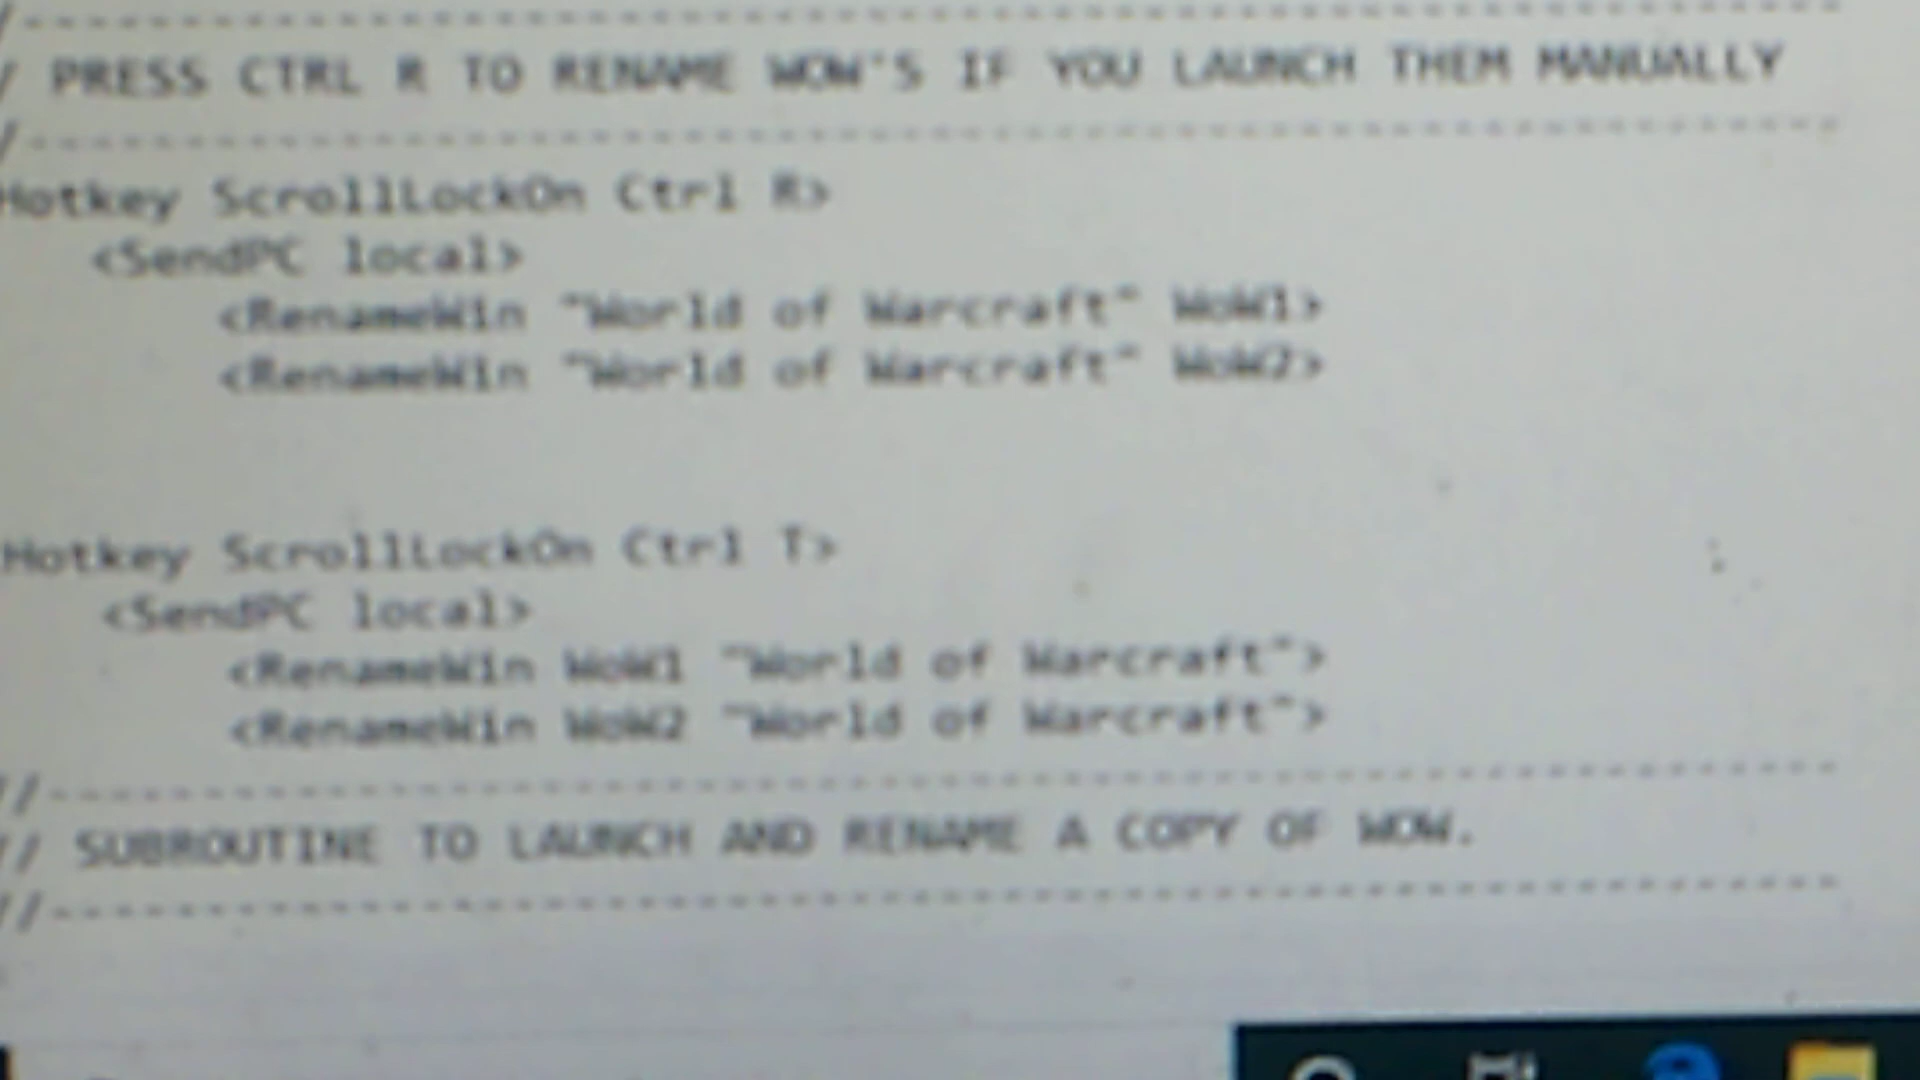 /--------------------------------------------------------------
/ PRESS CTRL R TO RENAME WOW'S IF YOU LAUNCH THEM MANUALLY
/--------------------------------------------------------------
Hotkey ScrollLockOn Ctrl R>
<SendPC local>
<RenameWin "World of Warcraft" WoW1>
<RenameWin "World of Warcraft" WoW2>
Hotkey ScrollLockOn Ctrl T>
<SendPC local>
<RenameWin WoW1 "World of Warcraft">
<RenameWin WoW2 "World of Warcraft">
//--------------------------------------------------------------
// SUBROUTINE TO LAUNCH AND RENAME A COPY OF WOW.
//--------------------------------------------------------------